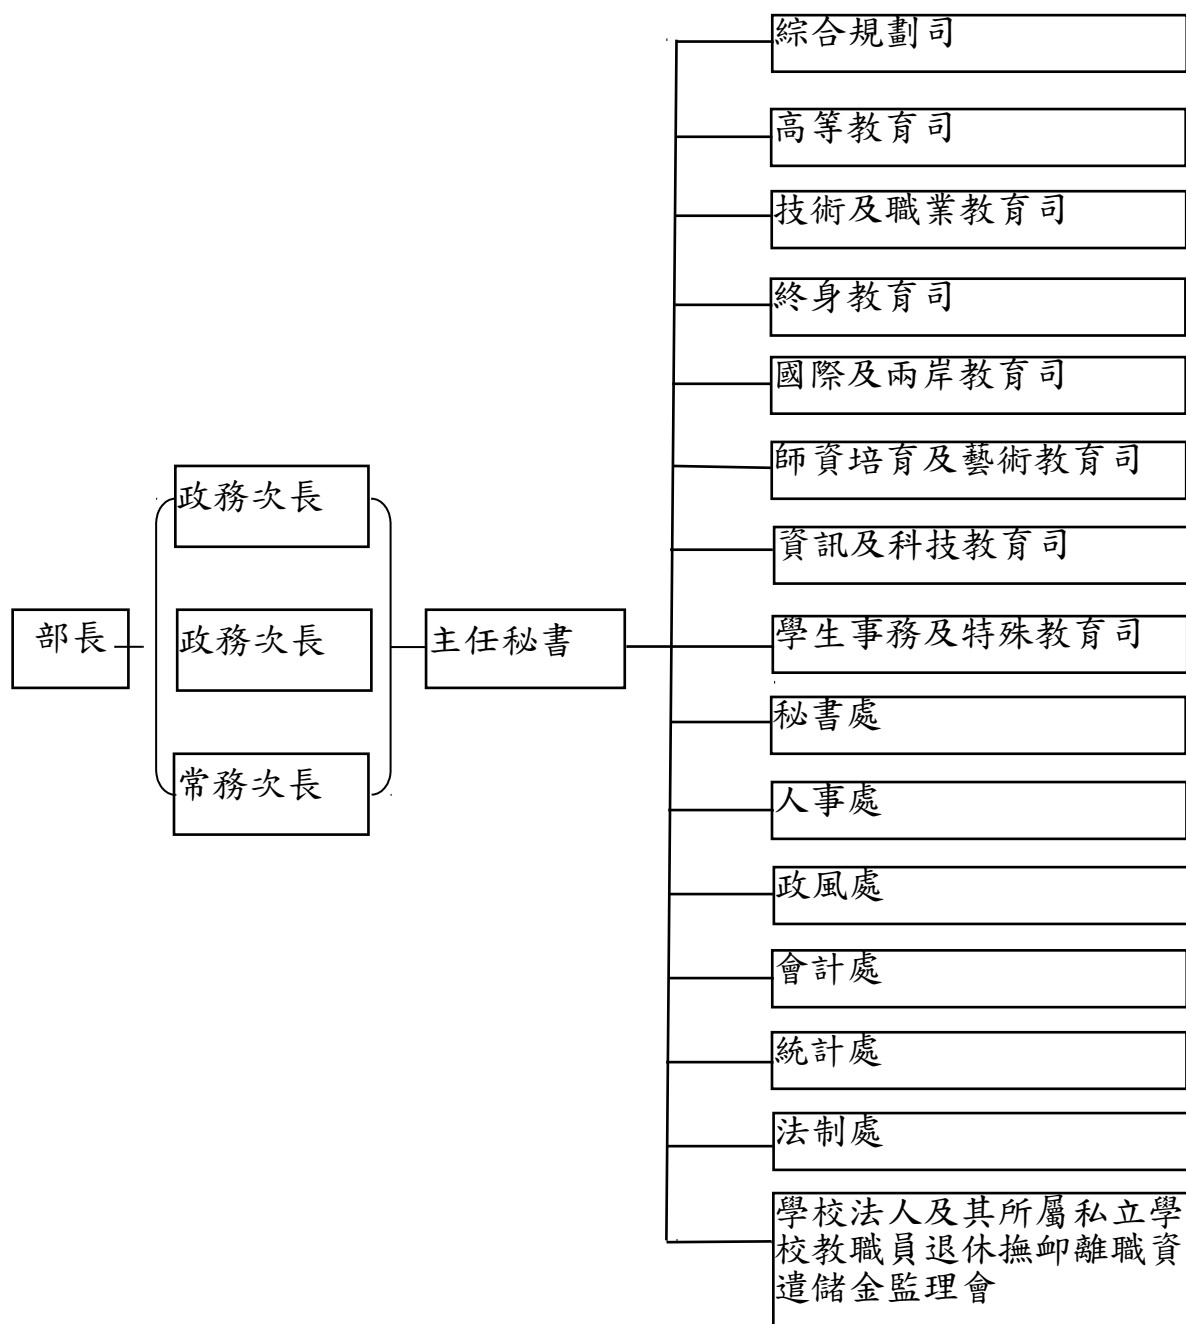 部長
政務次長
政務次長
常務次長
主任秘書
綜合規劃司
高等教育司
技術及職業教育司
終身教育司
國際及兩岸教育司
師資培育及藝術教育司
資訊及科技教育司
學生事務及特殊教育司
秘書處
人事處
政風處
會計處
統計處
法制處
學校法人及其所屬私立學
校教職員退休撫卹離職資
遣儲金監理會